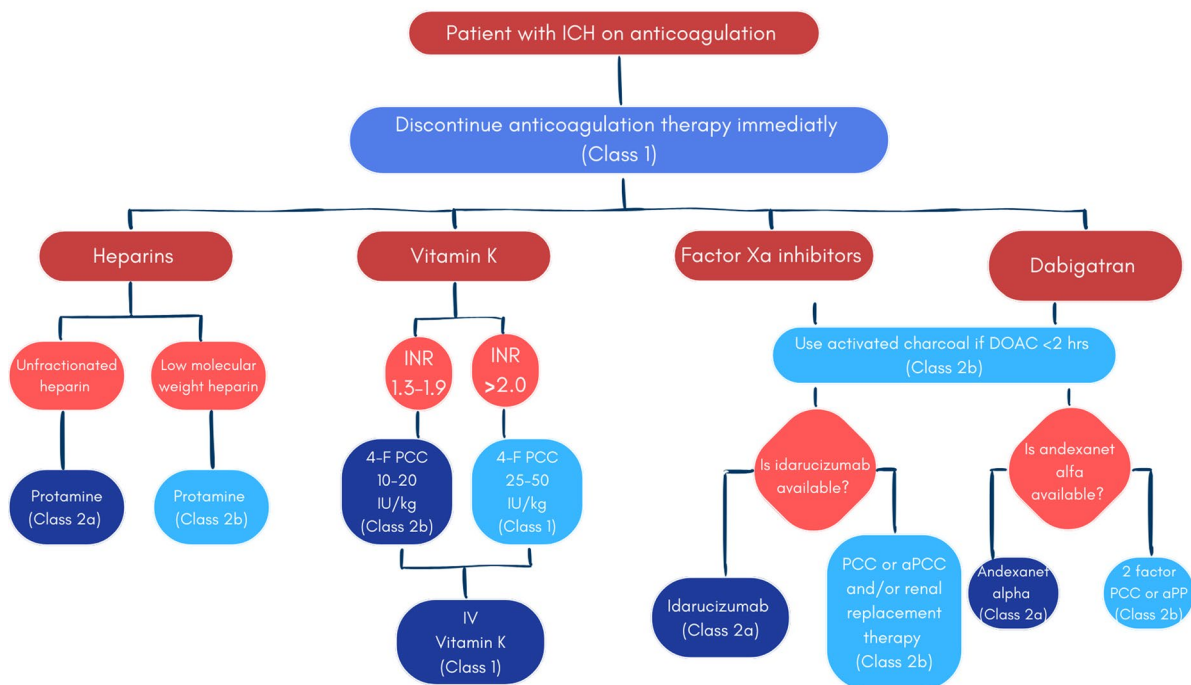 Patient with ICH on anticoagulation
Discontinue anticoagulation therapy immediatly
(Class 1)
Heparins
Vitamin K
Factor Xa inhibitors
Dabigatran
Unfractionated
heparin
Low molecular
weight heparin
INR
1.3-1.9
INR
>2.0
Use activated charcoal if DOAC <2 hrs
(Class 2b)
Protamine
(Class 2a)
Protamine
(Class 2b)
4-F PCC
10-20
IU/kg
(Class 2b)
4-F PCC
25-50
IU/kg
(Class 1)
IV
Vitamin K
(Class 1)
Is idarucizumab
available?
Is andexanet
alfa
available?
Idarucizumab
(Class 2a)
PCC or aPCC
and/or renal
replacement
therapy
(Class 2b)
Andexanet
alpha
(Class 2a)
2 factor
PCC or aPP
(Class 2b)